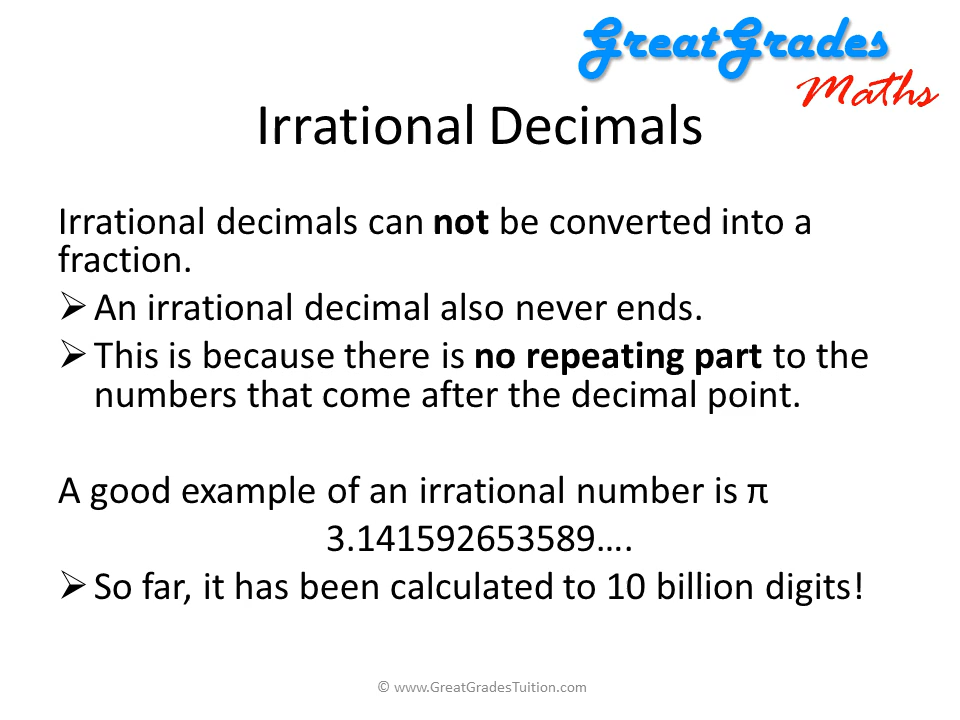 GreatGrades
Maths
Irrational Decimals
Irrational decimals can not be converted into a
fraction.
➢ An irrational decimal also never ends.
➢ This is because there is no repeating part to the
numbers that come after the decimal point.
A good example of an irrational number is π
3.141592653589….
➢ So far, it has been calculated to 10 billion digits!
© www.GreatGradesTuition.com